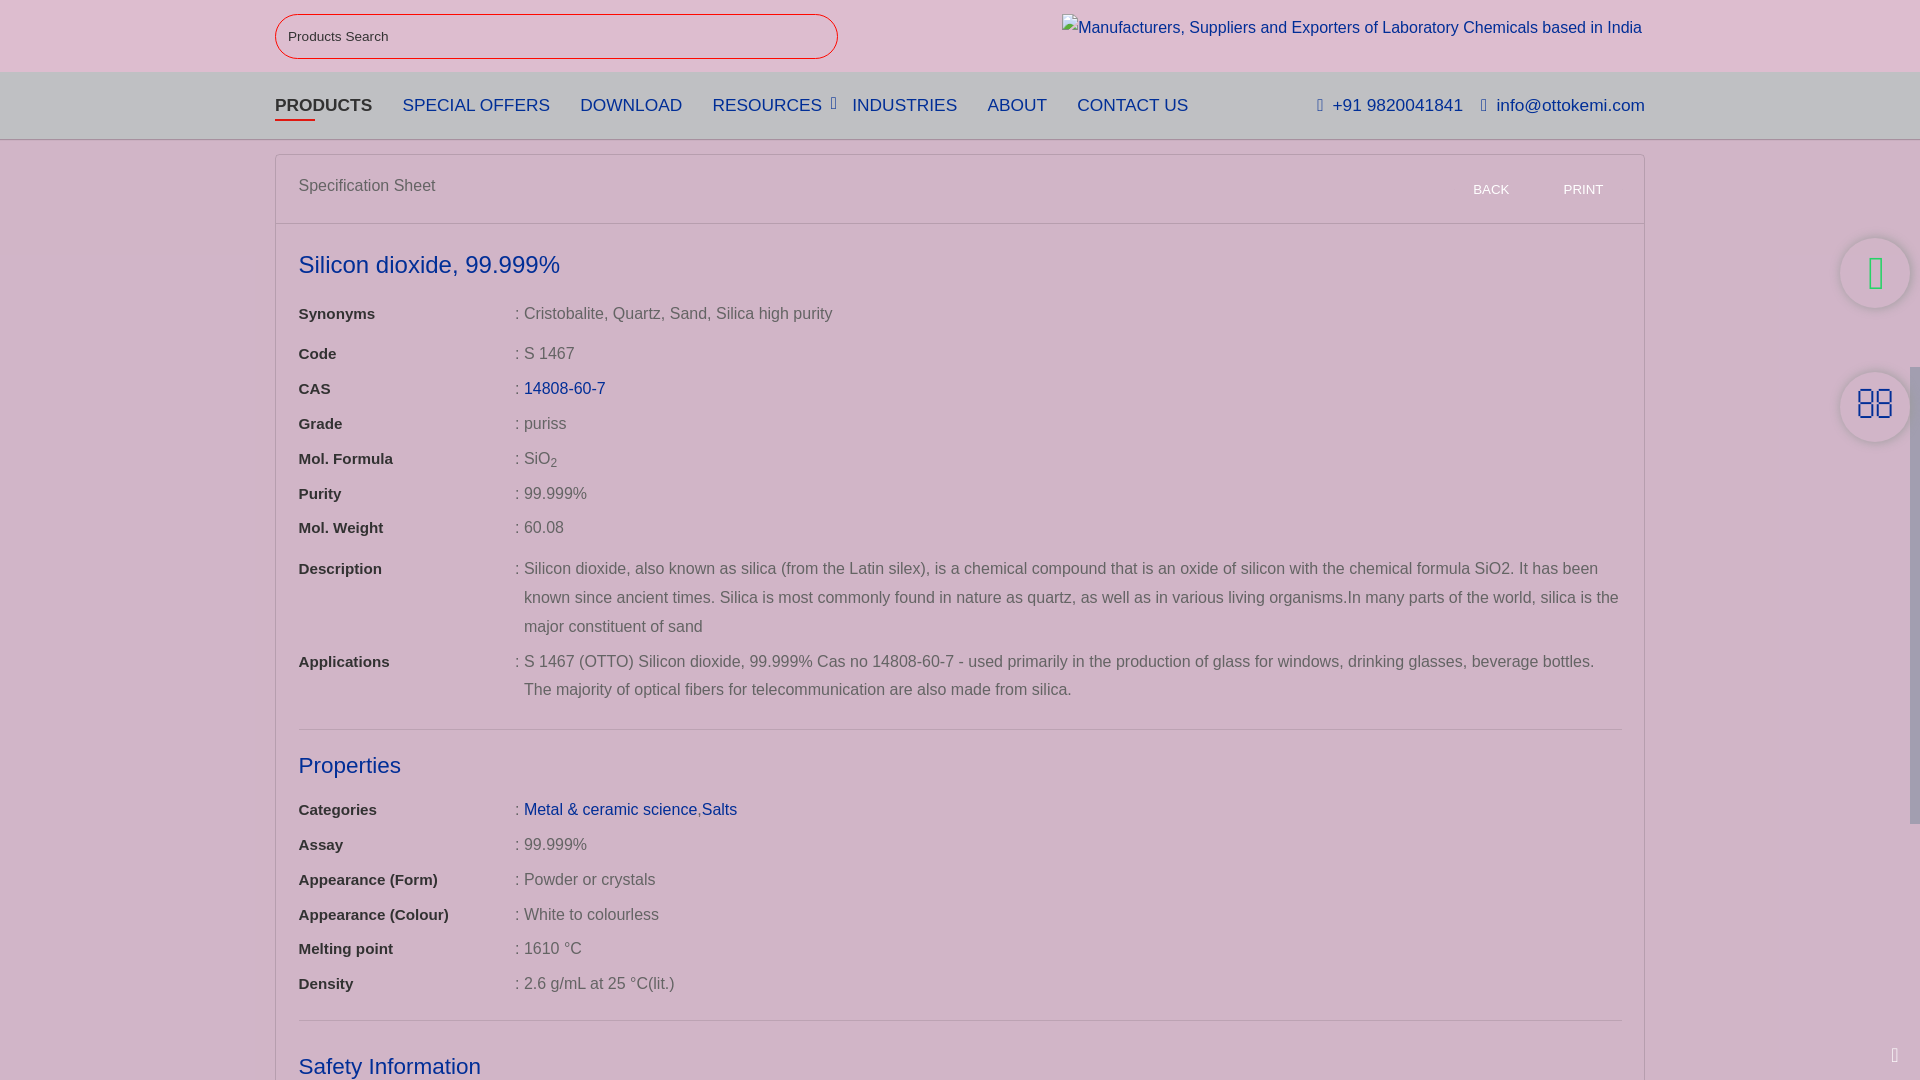 Products Search
Manufacturers, Suppliers and Exporters of Laboratory Chemicals based in India
PRODUCTS SPECIAL OFFERS DOWNLOAD RESOURCES INDUSTRIES ABOUT CONTACT US +91 9820041841 info@ottokemi.com
Specification Sheet BACK PRINT
Silicon dioxide, 99.999%
Synonyms : Cristobalite, Quartz, Sand, Silica high purity
Code : S 1467
CAS : 14808-60-7
Grade : puriss
Mol. Formula : SiO2
Purity : 99.999%
Mol. Weight : 60.08
Description : Silicon dioxide, also known as silica (from the Latin silex), is a chemical compound that is an oxide of silicon with the chemical formula SiO2. It has been
known since ancient times. Silica is most commonly found in nature as quartz, as well as in various living organisms.In many parts of the world, silica is the
major constituent of sand
Applications : S 1467 (OTTO) Silicon dioxide, 99.999% Cas no 14808-60-7 - used primarily in the production of glass for windows, drinking glasses, beverage bottles.
The majority of optical fibers for telecommunication are also made from silica.
Properties
Categories : Metal & ceramic science,Salts
Assay : 99.999%
Appearance (Form) : Powder or crystals
Appearance (Colour) : White to colourless
Melting point : 1610 °C
Density : 2.6 g/mL at 25 °C(lit.)
Safety Information